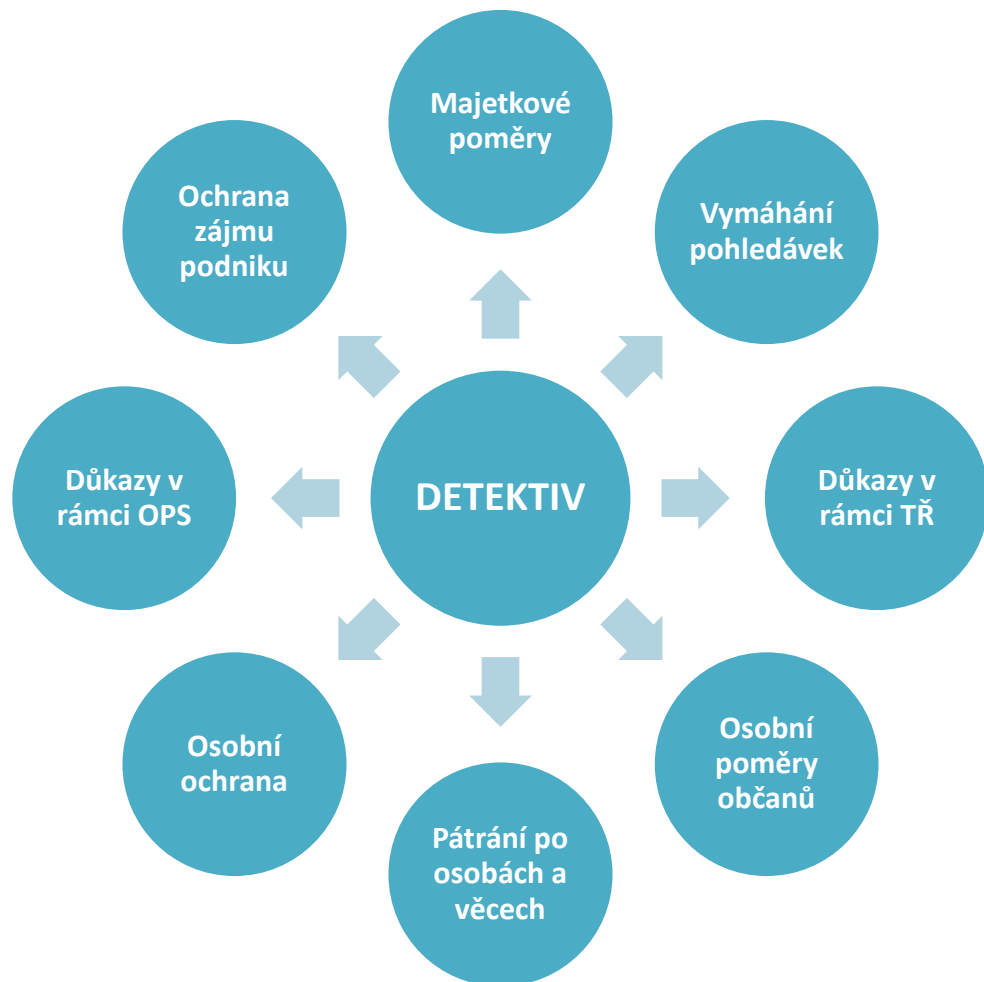 Majetkové
poměry
Ochrana
zájmu
podniku
Vymáhání
pohledávek
Důkazy v
rámci OPS
DETEKTIV
Důkazy v
rámci TŘ
Osobní
ochrana
Osobní
poměry
občanů
Pátrání po
osobách a
věcech